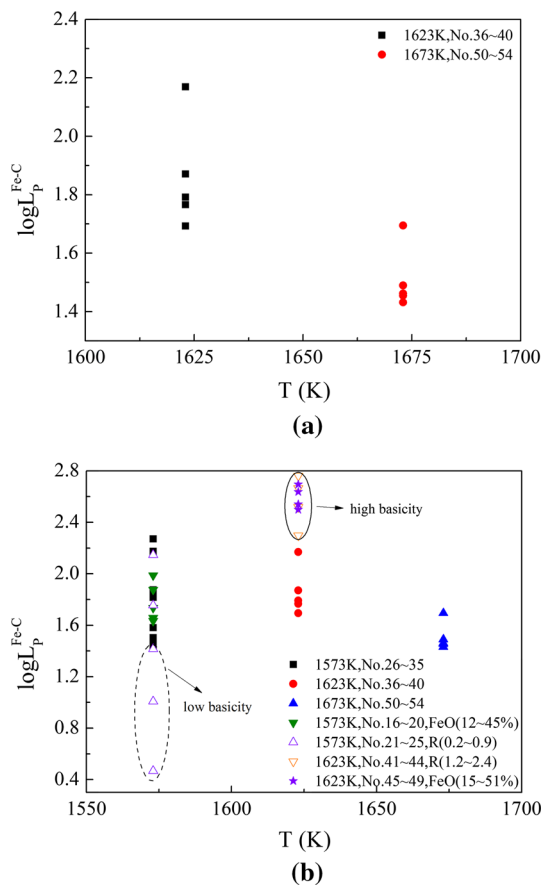 (a)
2.4
2.2
2.0
1.8
1.6
1.4
logL_P^Fe-C
1623K,No.36~40
1673K,No.50~54
1600
1625
1650
1675
1700
T (K)
(a)
2.8
2.4
2.0
1.6
1.2
0.8
0.4
logL_P^Fe-C
high basicity
low basicity
1573K,No.26~35
1623K,No.36~40
1673K,No.50~54
1573K,No.16~20,FeO(12~45%)
1573K,No.21~25,R(0.2~0.9)
1623K,No.41~44,R(1.2~2.4)
1623K,No.45~49,FeO(15~51%)
1550
1600
1650
1700
T (K)
(b)